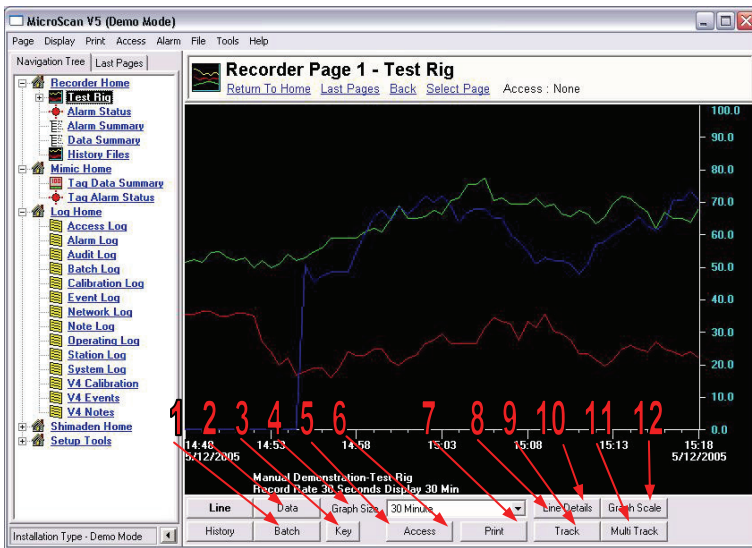 MicroScan V5 (Demo Mode)
Page Display Print Access Alarm File Tools Help
Navigation Tree Last Pages
Recorder Home
Test Rig
Alarm Status
Alarm Summary
Data Summary
History Files
Mimic Home
Tag Data Summary
Tag Alarm Status
Log Home
Access Log
Alarm Log
Audit Log
Batch Log
Calibration Log
Event Log
Network Log
Note Log
Operating Log
Station Log
System Log
V4 Calibration
V4 Events
V4 Notes
Shimaden Home
Setup Tools
Installation Type - Demo Mode
Recorder Page 1 - Test Rig
Return To Home Last Pages Back Select Page Access : None
100.0
90.0
80.0
70.0
60.0
50.0
40.0
30.0
20.0
10.0
0.0
1 2 3 4 5 6 7 8 9 10 11 12
14:48 14:53 14:58 15:03 15:08 15:13 15:18
5/12/2005 5/12/2005
Manual Demonstration-Test Rig
Record Rate 30 Seconds Display 30 Min
Line Data Graph Size 30 Minute Line Details Graph Scale
History Batch Key Access Print Track Multi Track